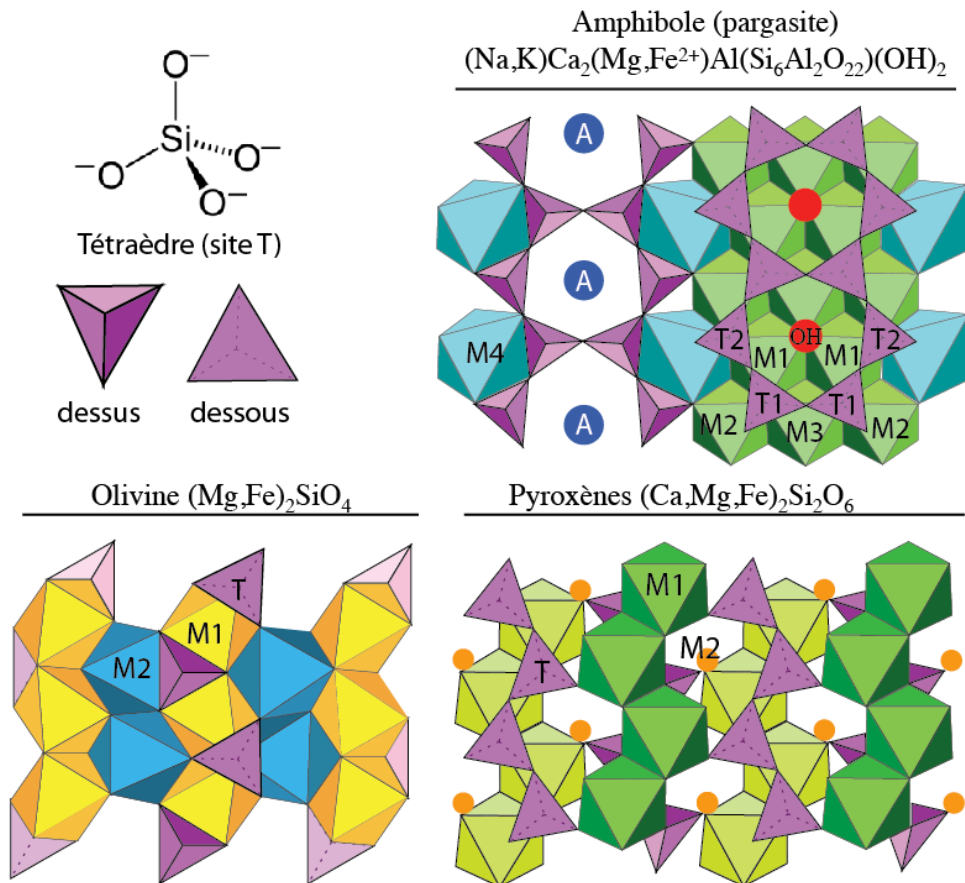 Amphibole (pargasite)
(Na,K)Ca₂(Mg,Fe²⁺)Al(Si₆Al₂O₂₂)(OH)₂
O⁻
Si
⁻O
O⁻
O⁻
Tétraèdre (site T)
dessus
dessous
A
A
A
M4
T2
M1
OH
M1
T2
T1
T1
M2
M3
M2
Olivine (Mg,Fe)₂SiO₄
T
M1
M2
Pyroxènes (Ca,Mg,Fe)₂Si₂O₆
M1
M2
T